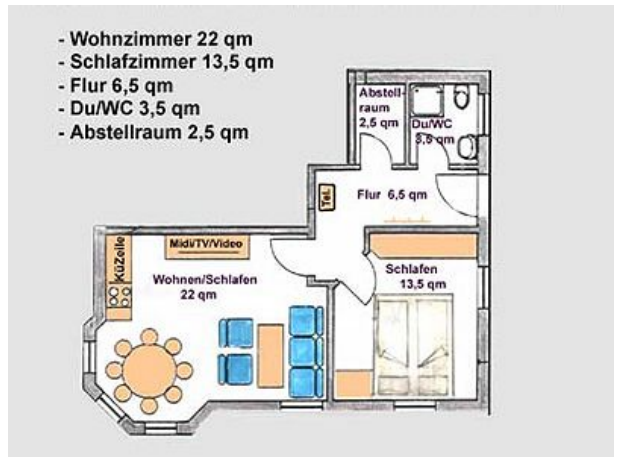 - Wohnzimmer 22 qm
- Schlafzimmer 13,5 qm
- Flur 6,5 qm
- Du/WC 3,5 qm
- Abstellraum 2,5 qm
Abstell-
raum
2,5 qm
Du/WC
3,5 qm
Tel.
Flur 6,5 qm
KüZeile
Midi/TV/Video
Wohnen/Schlafen
22 qm
Schlafen
13,5 qm